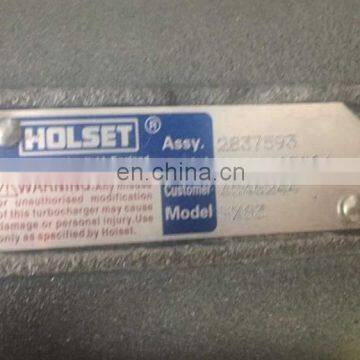 HOLSET ®
Assy. 2837593
WARNING: Any misuse
or unauthorised modification
of this turbocharger may cause
damage or personal injury. Use
only as specified by Holset.
Customer
Model
en.china.cn